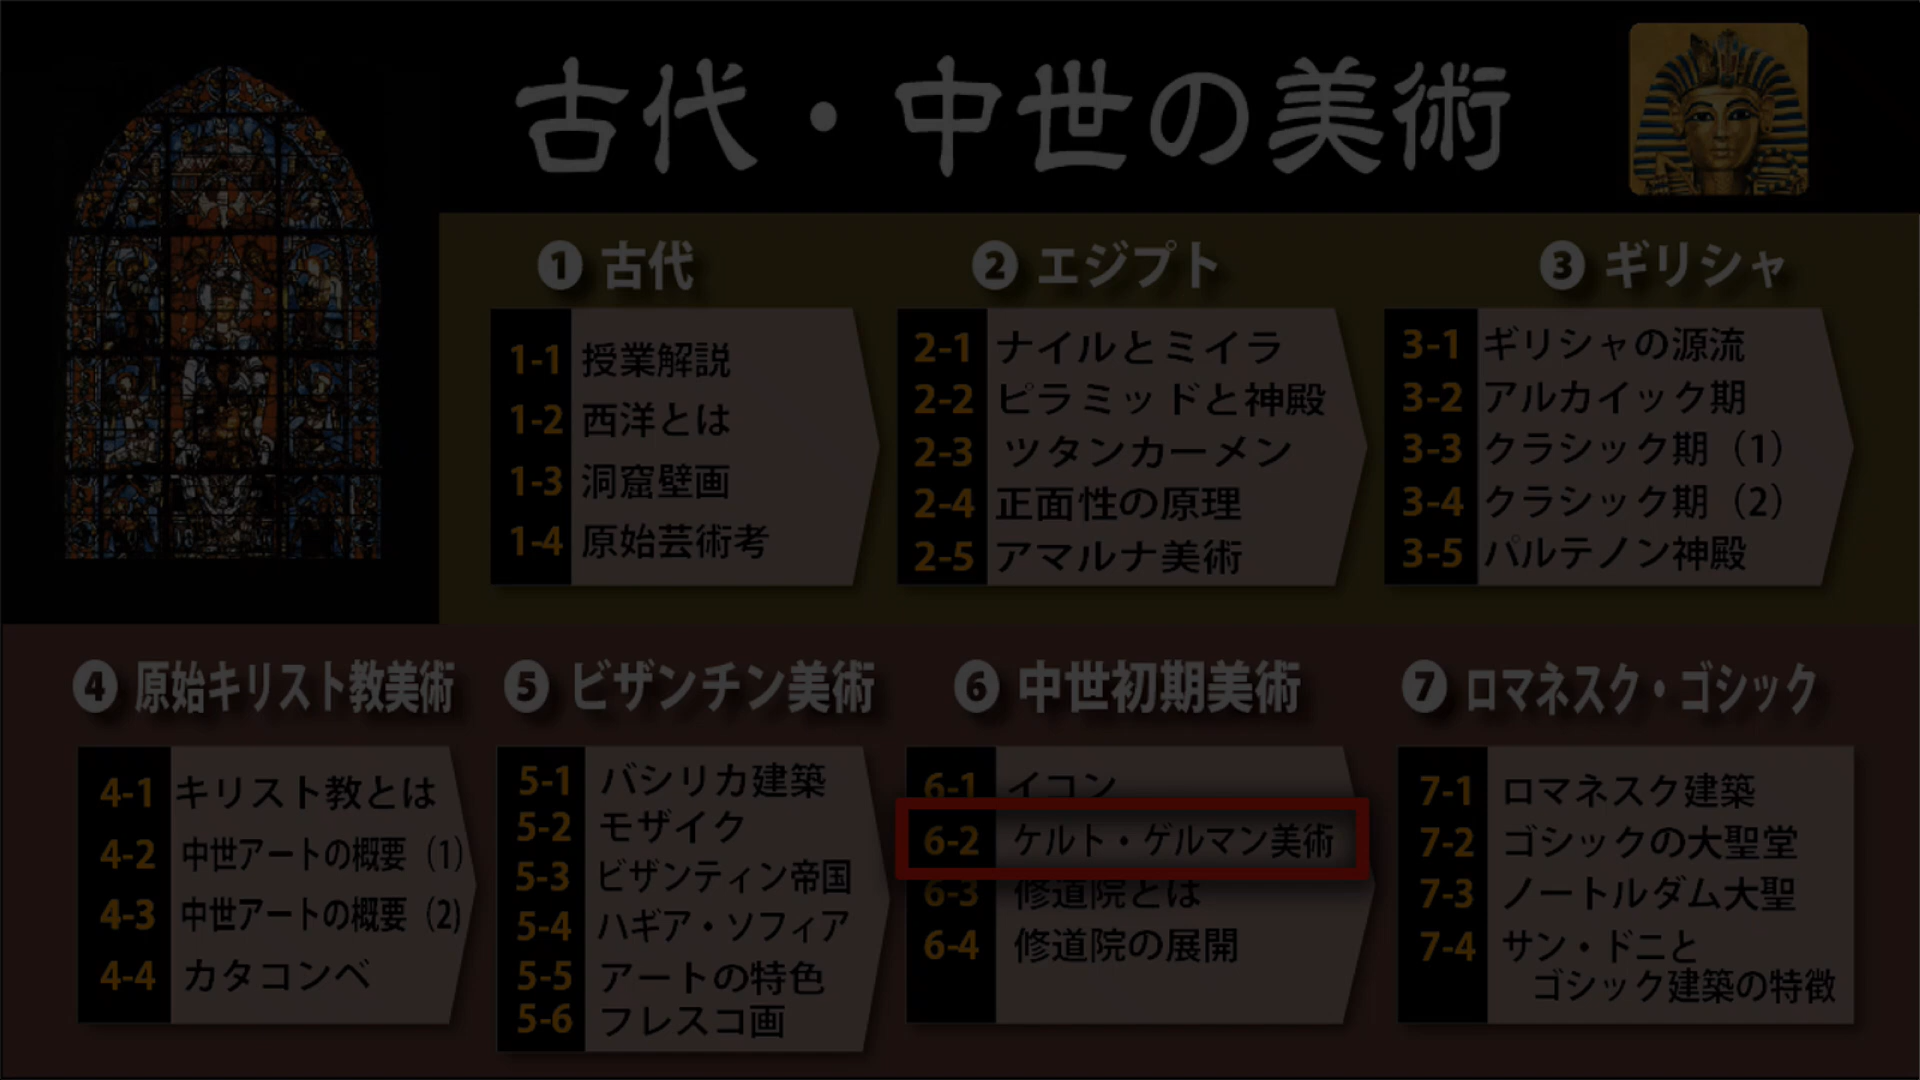 古代・中世の美術
❶ 古代
1-1 授業解説
1-2 西洋とは
1-3 洞窟壁画
1-4 原始芸術考
❷ エジプト
2-1 ナイルとミイラ
2-2 ピラミッドと神殿
2-3 ツタンカーメン
2-4 正面性の原理
2-5 アマルナ美術
❸ ギリシャ
3-1 ギリシャの源流
3-2 アルカイック期
3-3 クラシック期（1）
3-4 クラシック期（2）
3-5 パルテノン神殿
❹ 原始キリスト教美術
4-1 キリスト教とは
4-2 中世アートの概要（1）
4-3 中世アートの概要（2）
4-4 カタコンベ
❺ ビザンチン美術
5-1 バシリカ建築
5-2 モザイク
5-3 ビザンティン帝国
5-4 ハギア・ソフィア
5-5 アートの特色
5-6 フレスコ画
❻ 中世初期美術
6-1 イコン
6-2 ケルト・ゲルマン美術
6-3 修道院とは
6-4 修道院の展開
❼ ロマネスク・ゴシック
7-1 ロマネスク建築
7-2 ゴシックの大聖堂
7-3 ノートルダム大聖
7-4 サン・ドニと
ゴシック建築の特徴